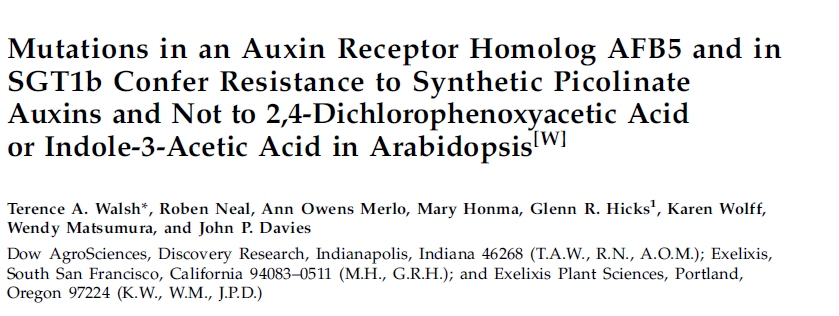 Mutations in an Auxin Receptor Homolog AFB5 and in
SGT1b Confer Resistance to Synthetic Picolinate
Auxins and Not to 2,4-Dichlorophenoxyacetic Acid
or Indole-3-Acetic Acid in Arabidopsis[W]
Terence A. Walsh*, Roben Neal, Ann Owens Merlo, Mary Honma, Glenn R. Hicks1, Karen Wolff,
Wendy Matsumura, and John P. Davies
Dow AgroSciences, Discovery Research, Indianapolis, Indiana 46268 (T.A.W., R.N., A.O.M.); Exelixis,
South San Francisco, California 94083–0511 (M.H., G.R.H.); and Exelixis Plant Sciences, Portland,
Oregon 97224 (K.W., W.M., J.P.D.)